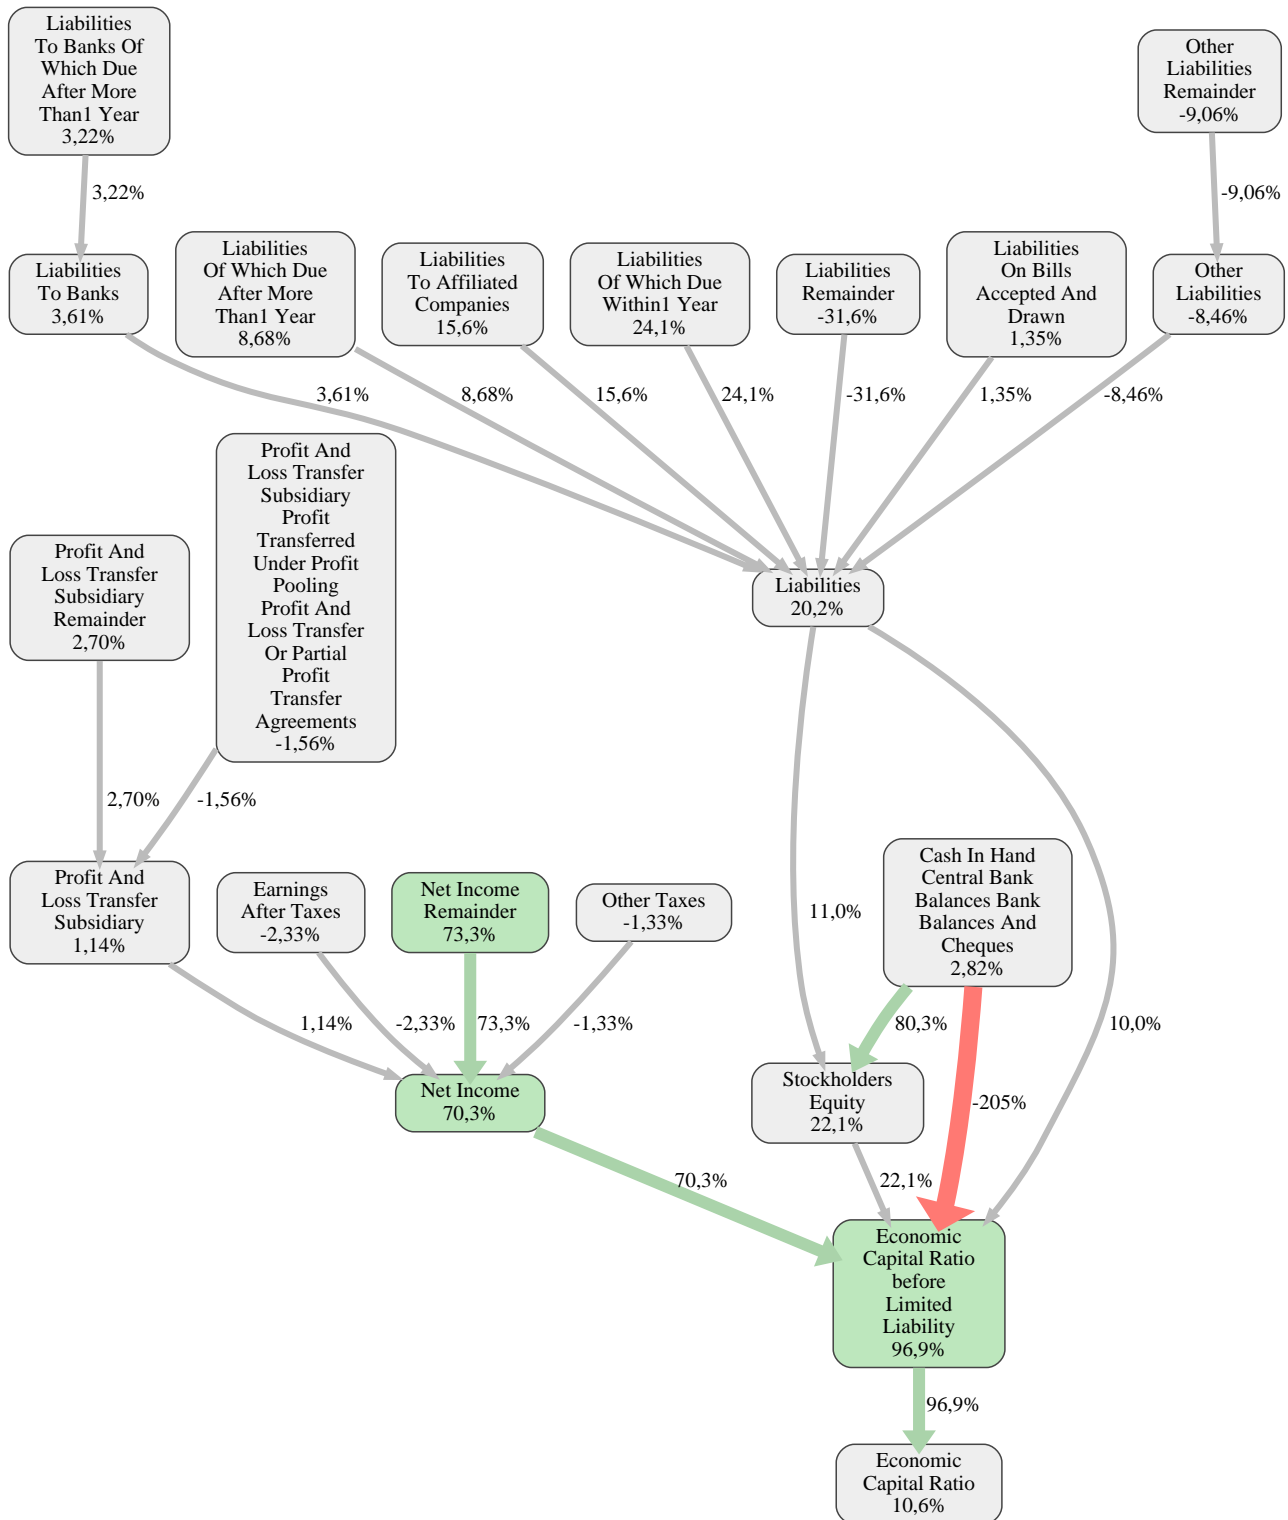 Liabilities
To Banks Of
Which Due
After More
Than1 Year
3,22%
Other
Liabilities
Remainder
-9,06%
3,22%
-9,06%
Liabilities
To Banks
3,61%
Liabilities
Of Which Due
After More
Than1 Year
8,68%
Liabilities
To Affiliated
Companies
15,6%
Liabilities
Of Which Due
Within1 Year
24,1%
Liabilities
Remainder
-31,6%
Liabilities
On Bills
Accepted And
Drawn
1,35%
Other
Liabilities
-8,46%
3,61%
8,68%
15,6%
24,1%
-31,6%
1,35%
-8,46%
Profit And
Loss Transfer
Subsidiary
Profit
Transferred
Under Profit
Pooling
Profit And
Loss Transfer
Or Partial
Profit
Transfer
Agreements
-1,56%
Profit And
Loss Transfer
Subsidiary
Remainder
2,70%
Liabilities
20,2%
2,70%
-1,56%
Profit And
Loss Transfer
Subsidiary
1,14%
Earnings
After Taxes
-2,33%
Net Income
Remainder
73,3%
Other Taxes
-1,33%
11,0%
Cash In Hand
Central Bank
Balances Bank
Balances And
Cheques
2,82%
1,14%
-2,33%
73,3%
-1,33%
80,3%
10,0%
Net Income
70,3%
Stockholders
Equity
22,1%
-205%
70,3%
22,1%
Economic
Capital Ratio
before
Limited
Liability
96,9%
96,9%
Economic
Capital Ratio
10,6%